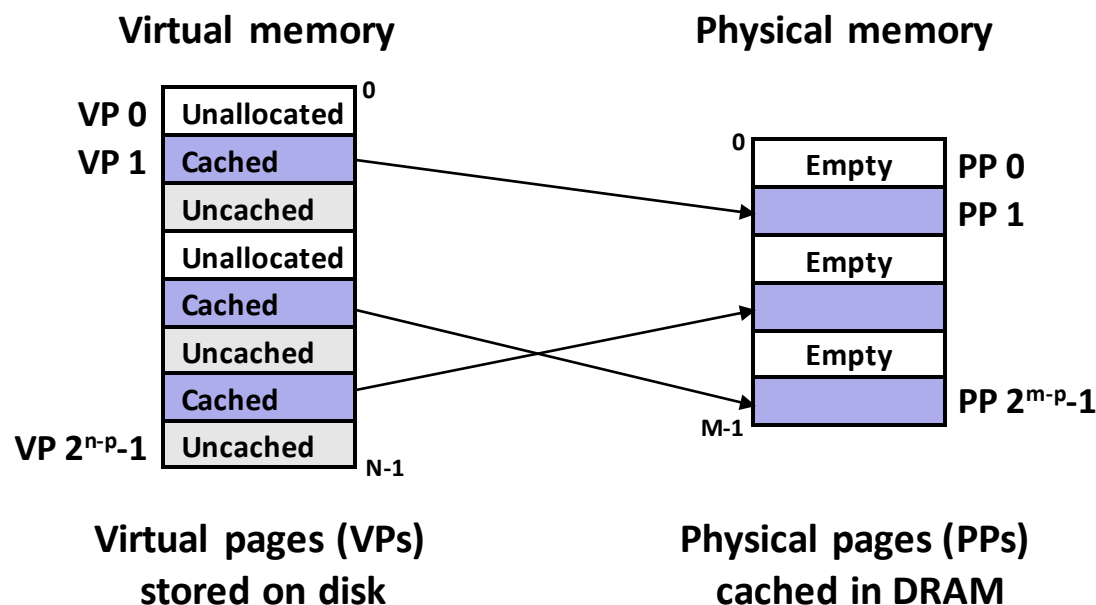 Virtual memory
Physical memory
0
VP 0
Unallocated
VP 1
Cached
Uncached
Unallocated
Cached
Uncached
Cached
VP 2^n-p-1
Uncached
N-1
0
Empty
PP 0
PP 1
Empty
Empty
PP 2^m-p-1
M-1
Virtual pages (VPs)
stored on disk
Physical pages (PPs)
cached in DRAM